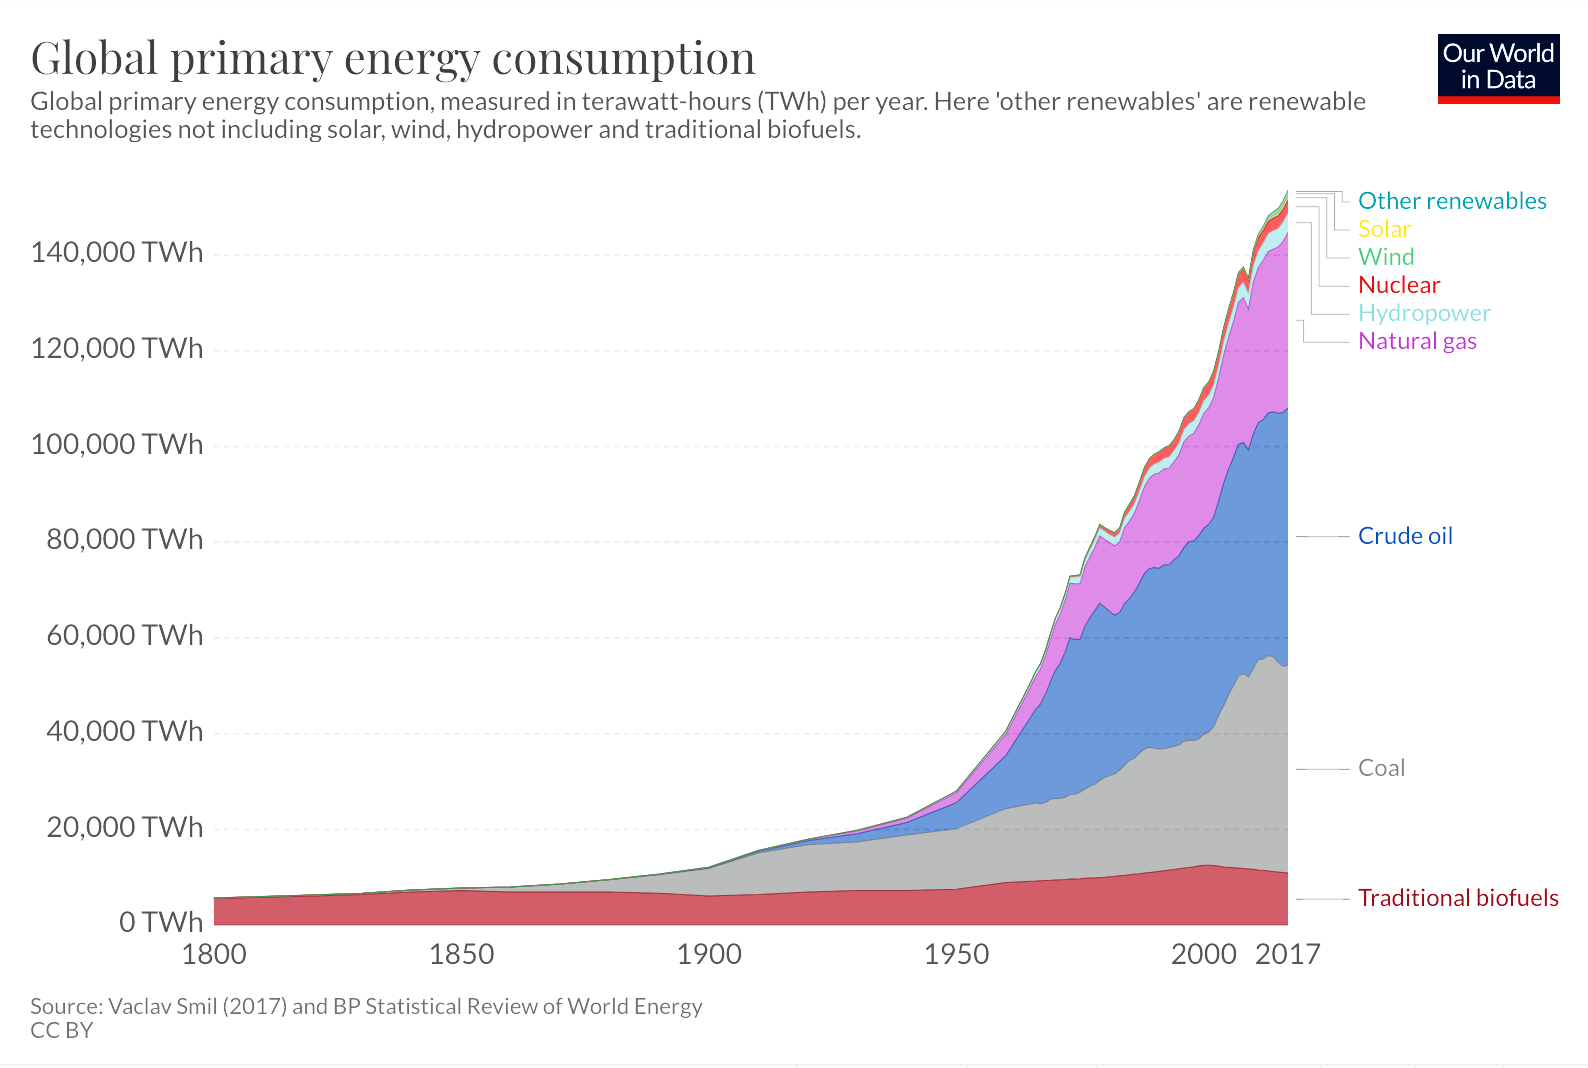 Global primary energy consumption
Our World
in Data
Global primary energy consumption, measured in terawatt-hours (TWh) per year. Here 'other renewables' are renewable
technologies not including solar, wind, hydropower and traditional biofuels.
Other renewables
Solar
140,000 TWh
Wind
Nuclear
Hydropower
Natural gas
120,000 TWh
100,000 TWh
80,000 TWh
Crude oil
60,000 TWh
40,000 TWh
Coal
20,000 TWh
Traditional biofuels
0 TWh
1800 1850 1900 1950 2000 2017
Source: Vaclav Smil (2017) and BP Statistical Review of World Energy
CC BY